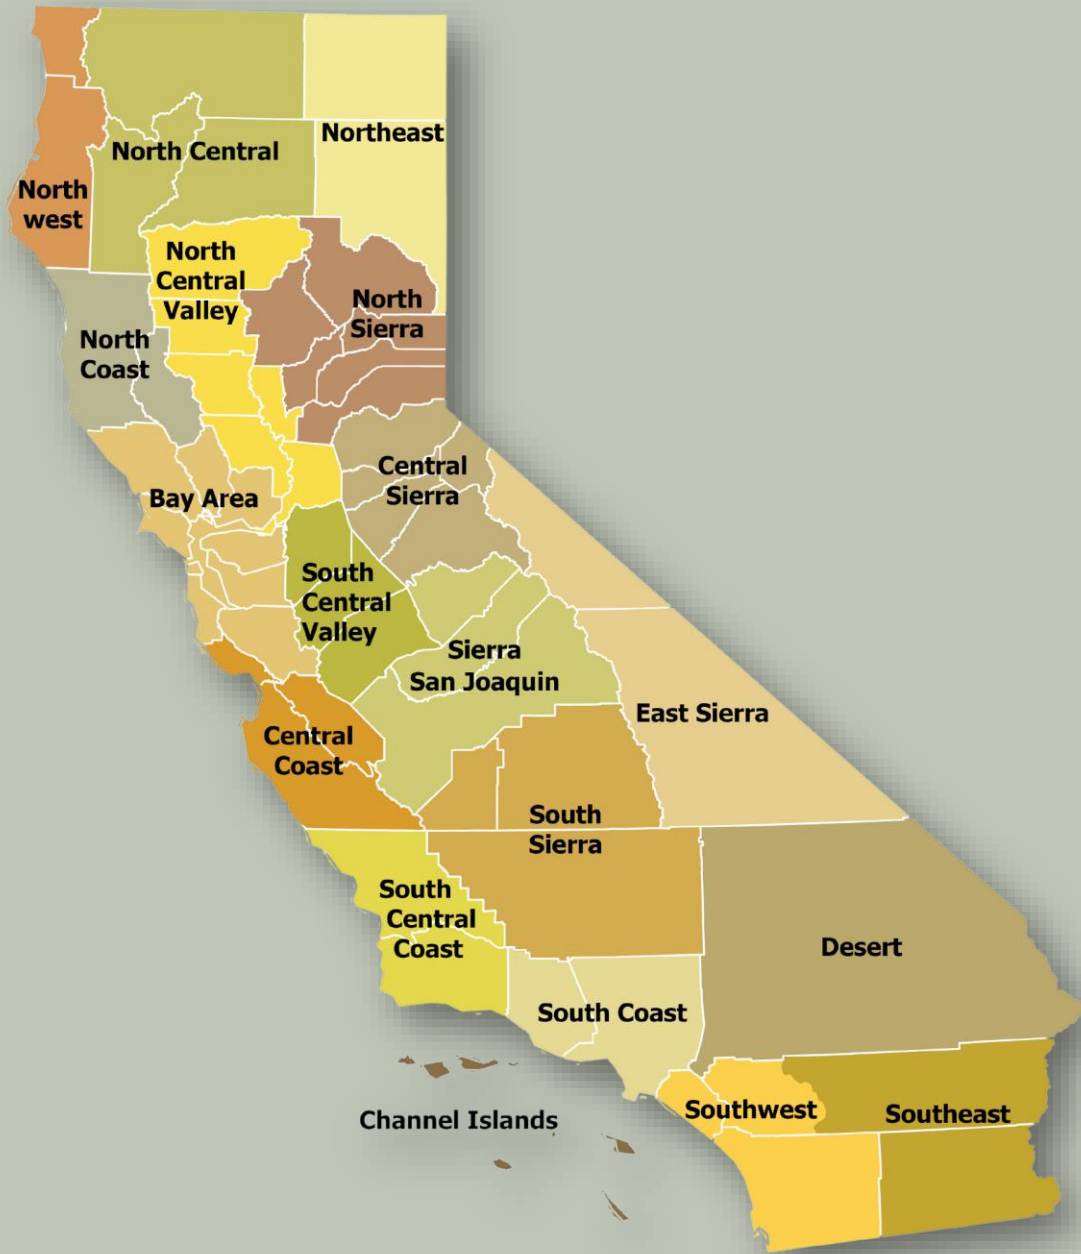 Northeast
North Central
North
west
North
Central
Valley
North
Sierra
North
Coast
Central
Sierra
Bay Area
South
Central
Valley
Sierra
San Joaquin
East Sierra
Central
Coast
South
Sierra
South
Central
Coast
Desert
South Coast
Channel Islands
Southwest
Southeast